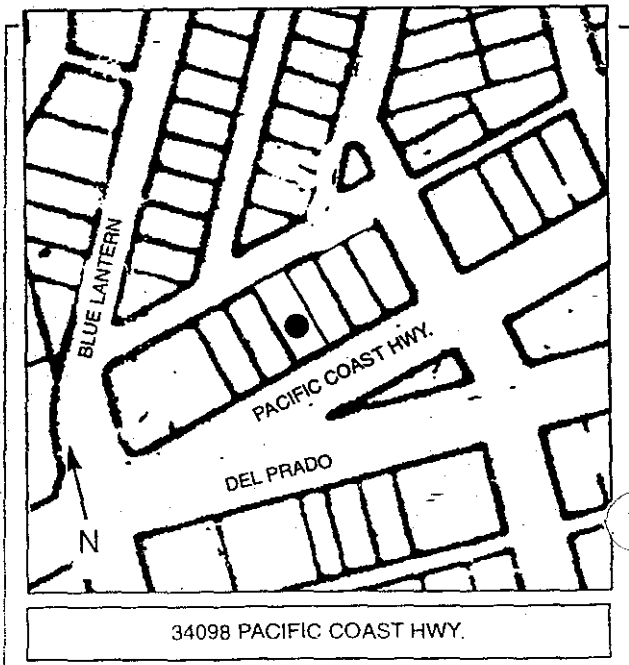 BLUE LANTERN
PACIFIC COAST HWY.
DEL PRADO
N
34098 PACIFIC COAST HWY.